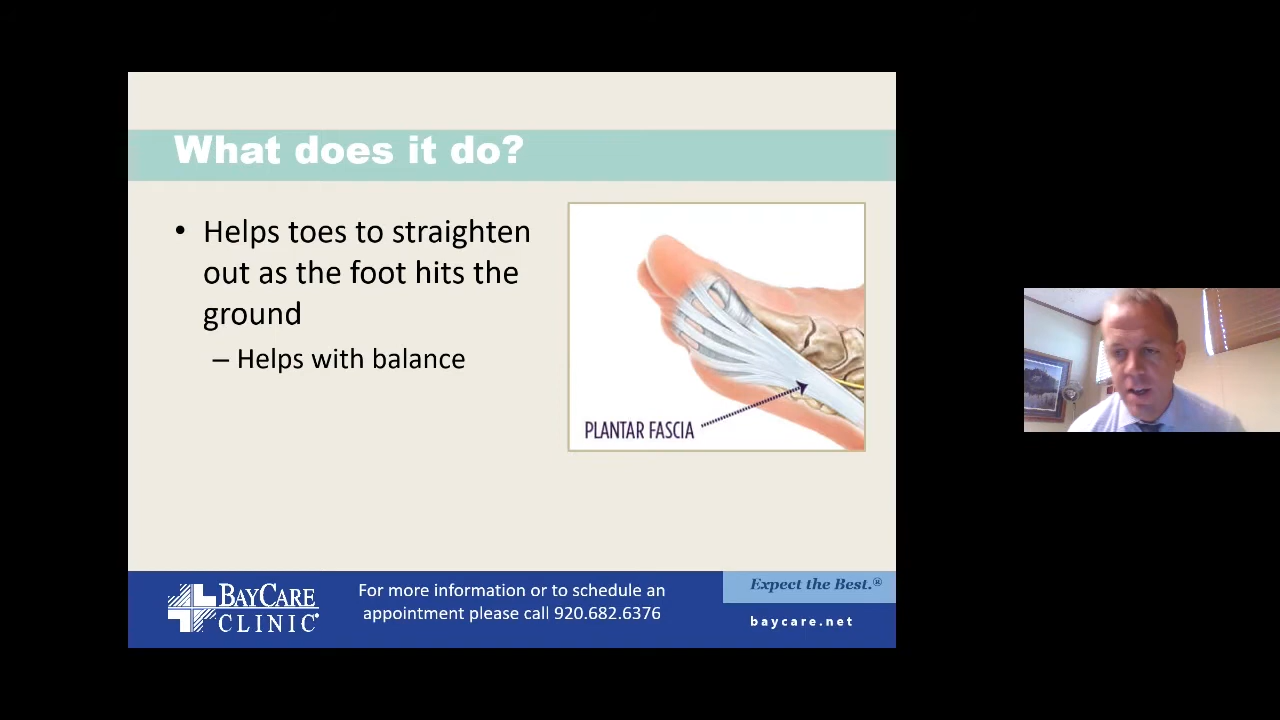 What does it do?
• Helps toes to straighten
out as the foot hits the
ground
– Helps with balance
PLANTAR FASCIA
BAYCARE
CLINIC®
For more information or to schedule an
appointment please call 920.682.6376
Expect the Best.®
baycare.net